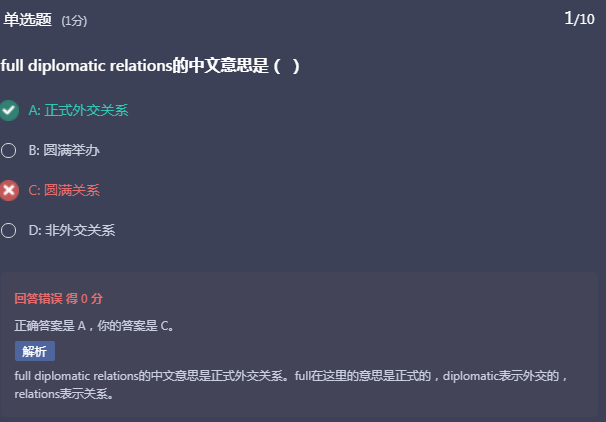 单选题 (1分) 1/10
full diplomatic relations的中文意思是（ ）
A: 正式外交关系
B: 圆满举办
C: 圆满关系
D: 非外交关系
回答错误 得 0 分
正确答案是 A，你的答案是 C。
解析
full diplomatic relations的中文意思是正式外交关系。full在这里的意思是正式的，diplomatic表示外交的，
relations表示关系。